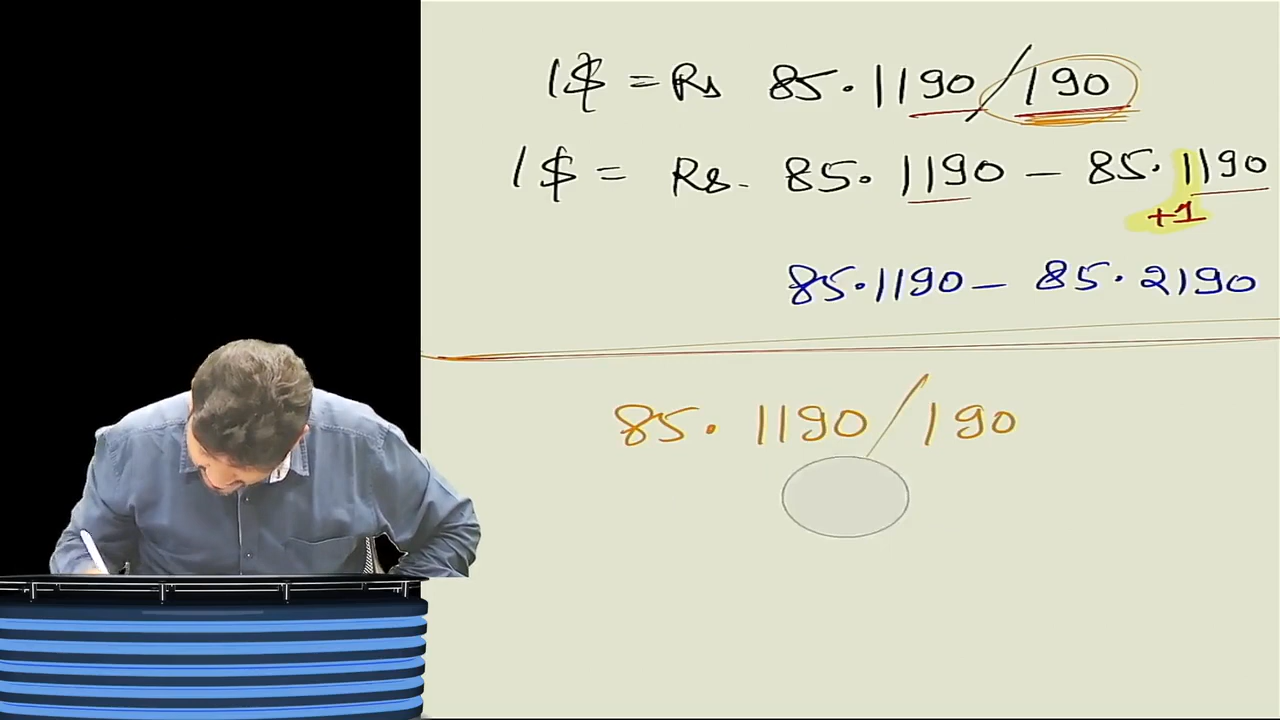 1$ = Rs 85.1190/190
1$ = Rs. 85.1190 - 85.1190
+1
85.1190 - 85.2190
85.1190/190